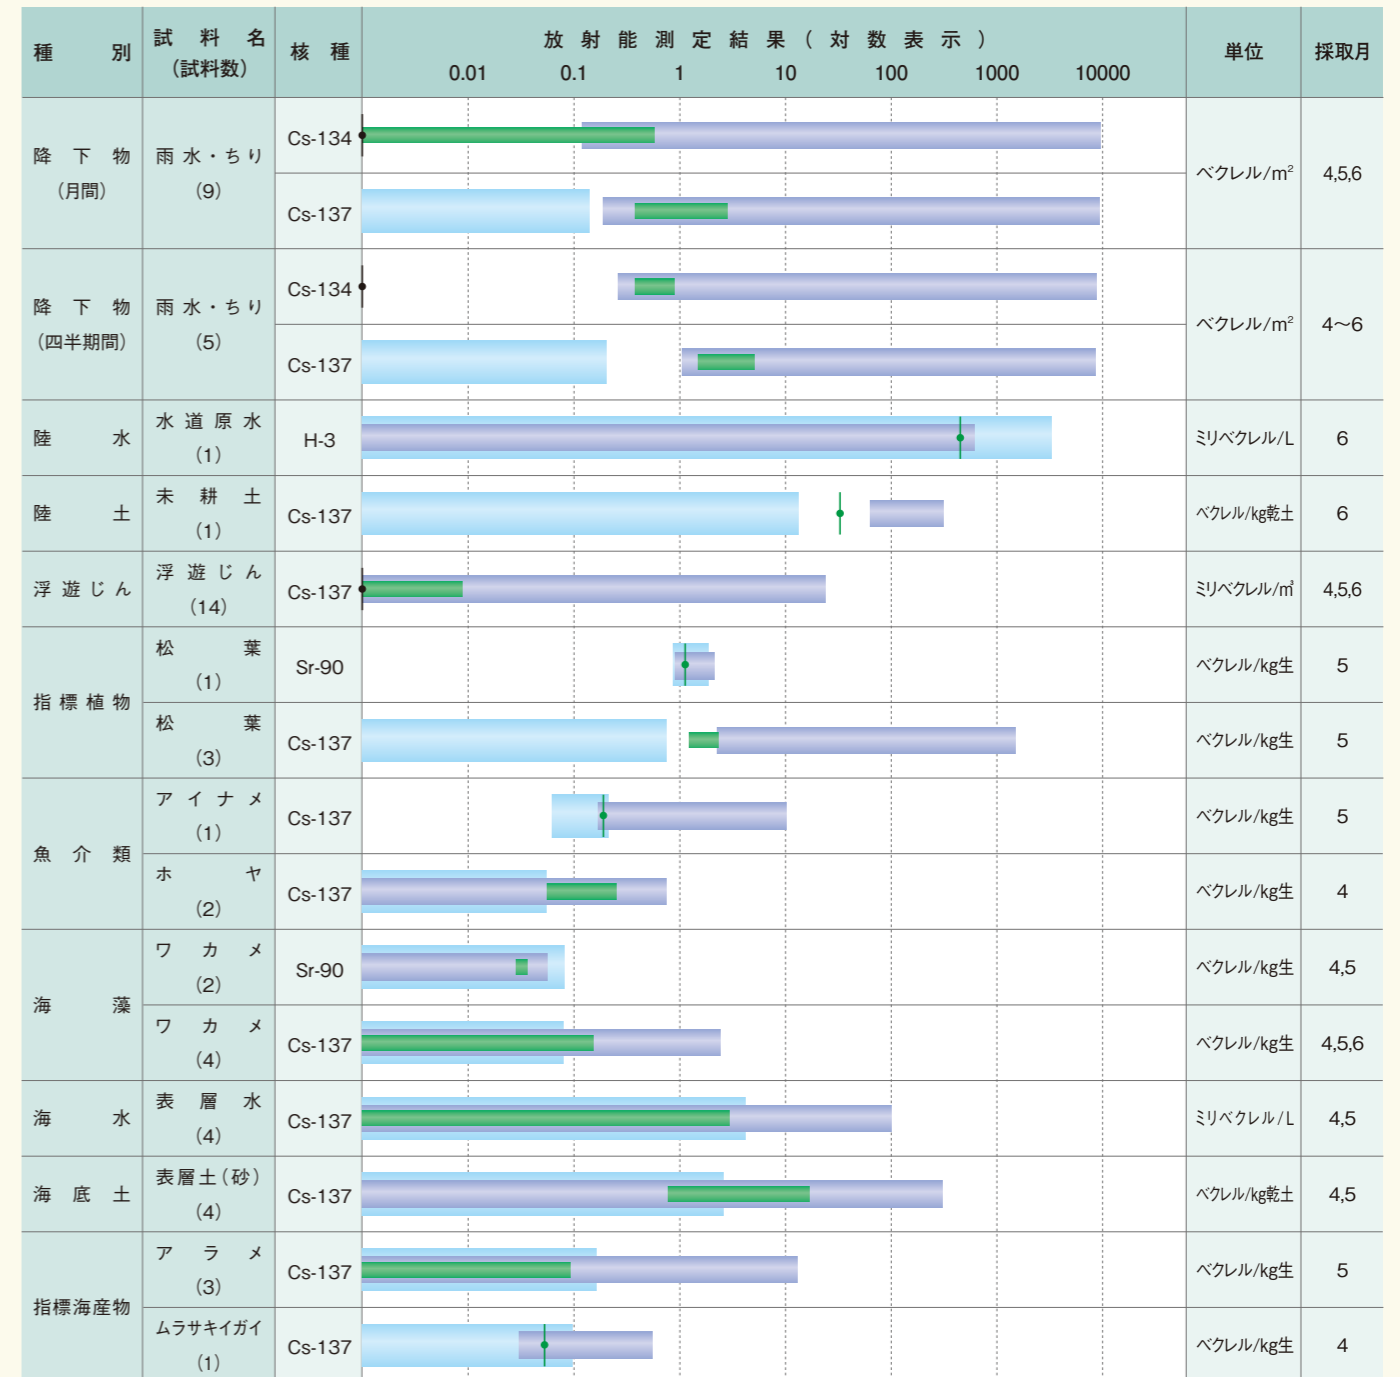 種別 試料名 (試料数) 核種 放射能測定結果(対数表示) 単位 採取月
0.01 0.1 1 10 100 1000 10000
降下物 (月間) 雨水・ちり (9) Cs-134 ベクレル/m² 4,5,6
Cs-137
降下物 (四半期間) 雨水・ちり (5) Cs-134 ベクレル/m² 4〜6
Cs-137
陸水 水道原水 (1) H-3 ミリベクレル/L 6
陸土 未耕土 (1) Cs-137 ベクレル/kg乾土 6
浮遊じん 浮遊じん (14) Cs-137 ミリベクレル/m³ 4,5,6
指標植物 松葉 (1) Sr-90 ベクレル/kg生 5
松葉 (3) Cs-137 ベクレル/kg生 5
魚介類 アイナメ (1) Cs-137 ベクレル/kg生 5
ホヤ (2) Cs-137 ベクレル/kg生 4
海藻 ワカメ (2) Sr-90 ベクレル/kg生 4,5
ワカメ (4) Cs-137 ベクレル/kg生 4,5,6
海水 表層水 (4) Cs-137 ミリベクレル/L 4,5
海底土 表層土(砂) (4) Cs-137 ベクレル/kg乾土 4,5
指標海産物 アラメ (3) Cs-137 ベクレル/kg生 5
ムラサキイガイ (1) Cs-137 ベクレル/kg生 4